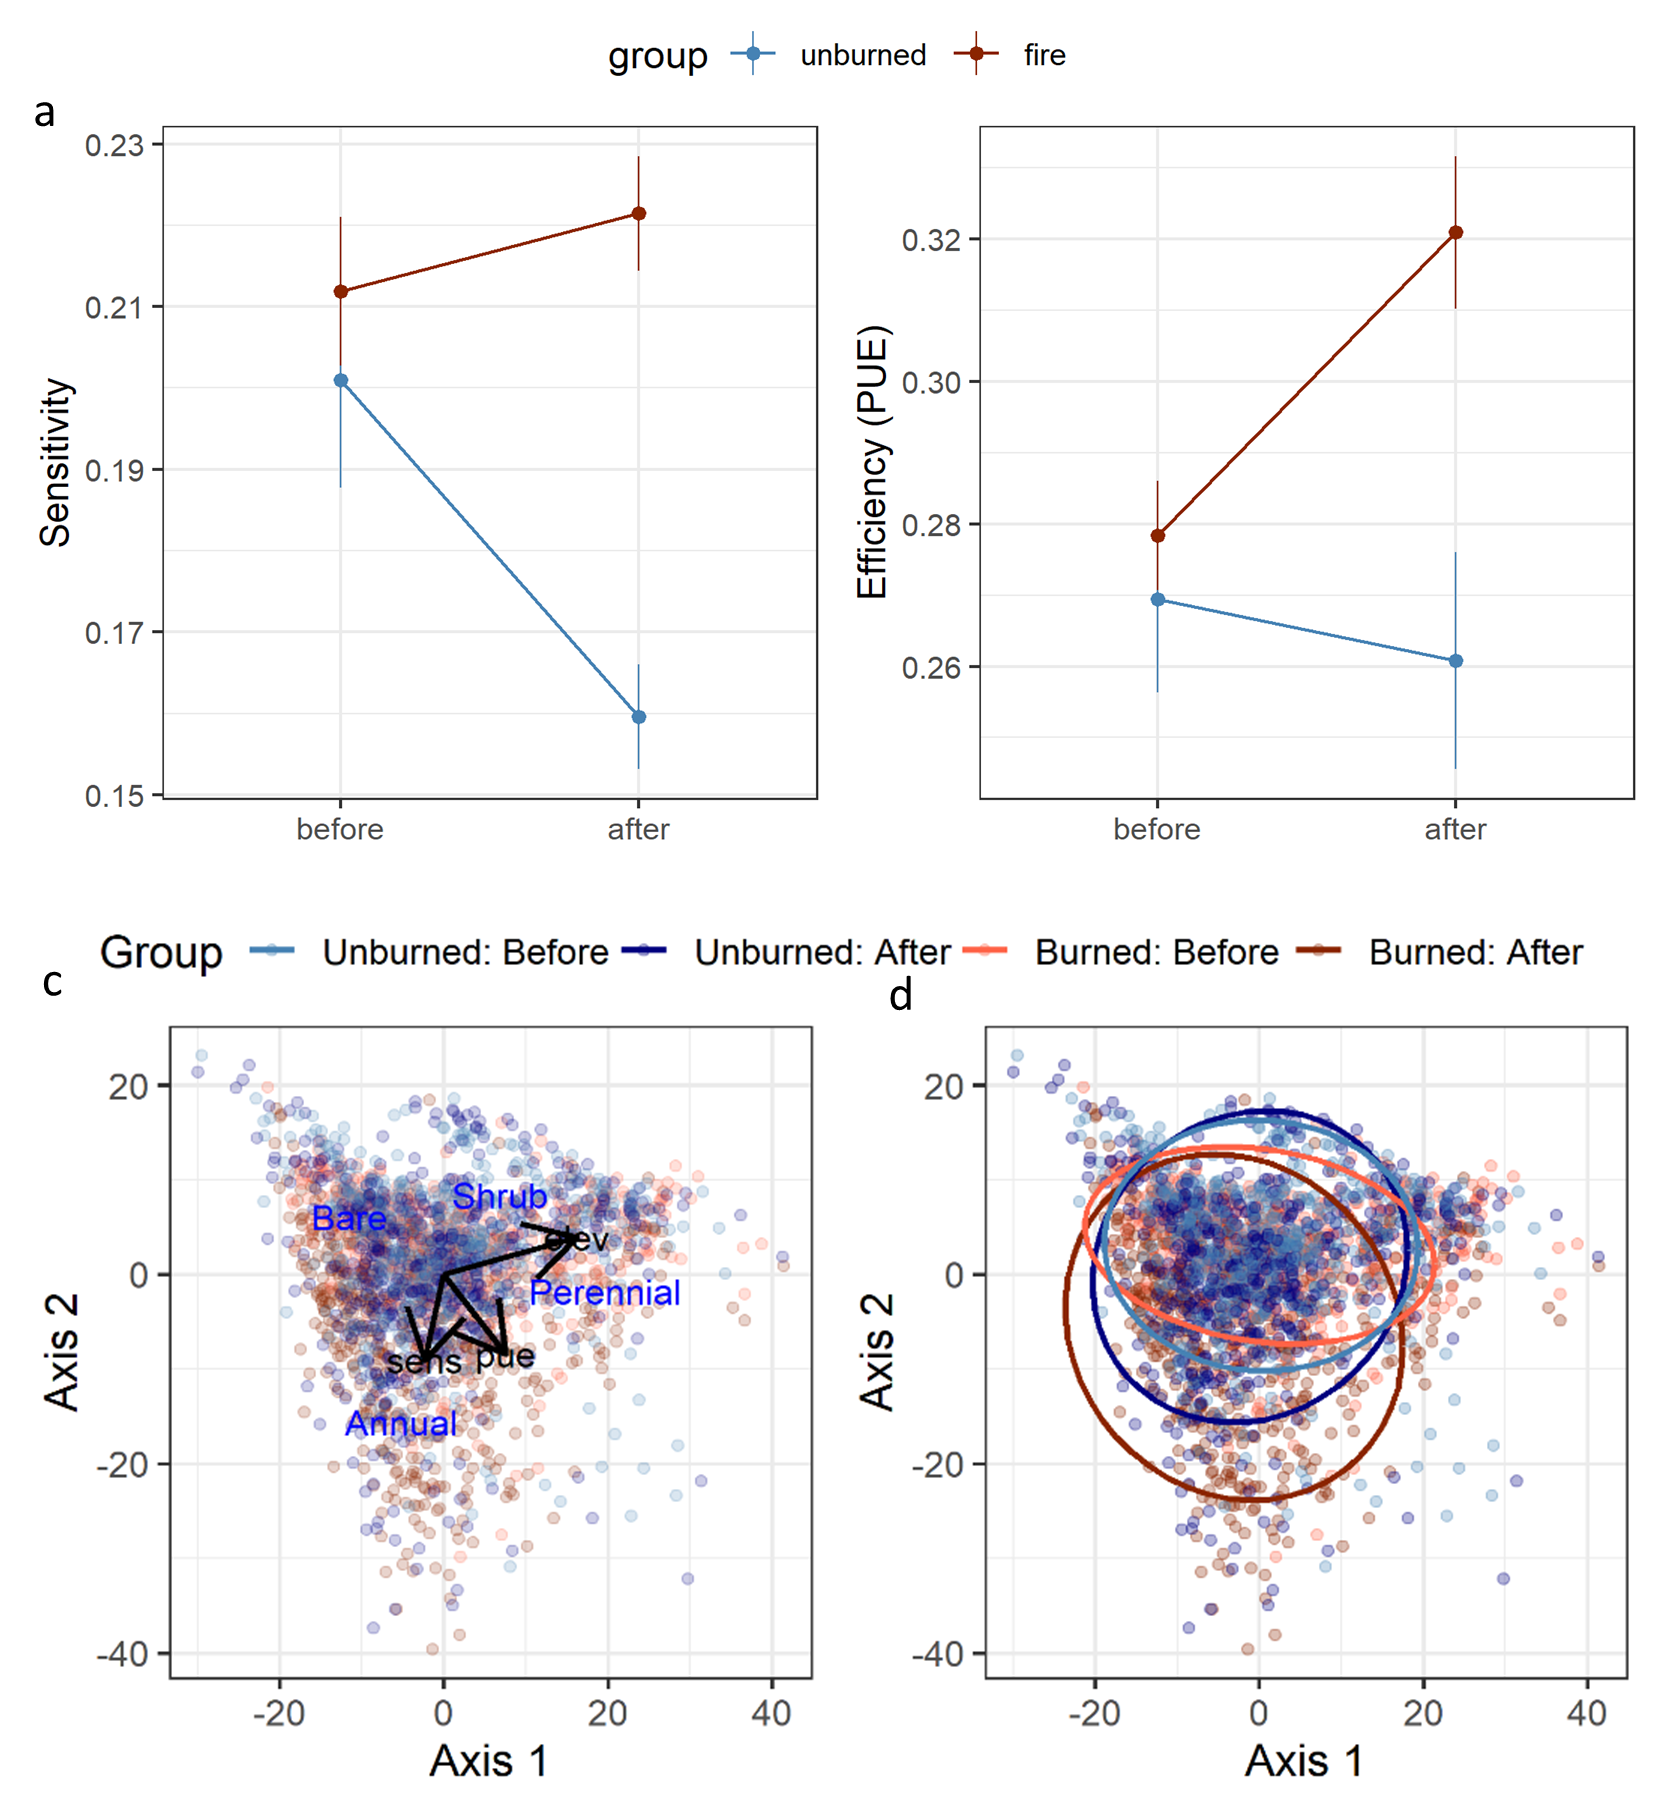 group unburned fire
a
0.23
0.21
0.19
0.17
0.15
Sensitivity
before after
0.32
0.30
0.28
0.26
Efficiency (PUE)
before after
Group Unburned: Before Unburned: After Burned: Before Burned: After
c
20
0
-20
-40
Axis 2
Shrub
Bare
elev
Perennial
sens pue
Annual
-20 0 20 40
Axis 1
d
20
0
-20
-40
Axis 2
-20 0 20 40
Axis 1